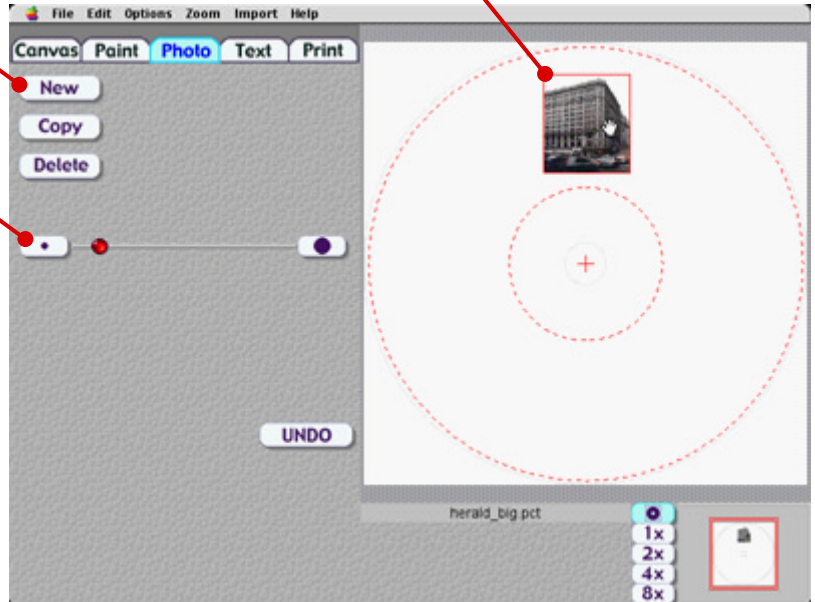 File Edit Options Zoom Import Help
Canvas Paint Photo Text Print
New
Copy
Delete
UNDO
herald_big.pct
1x
2x
4x
8x